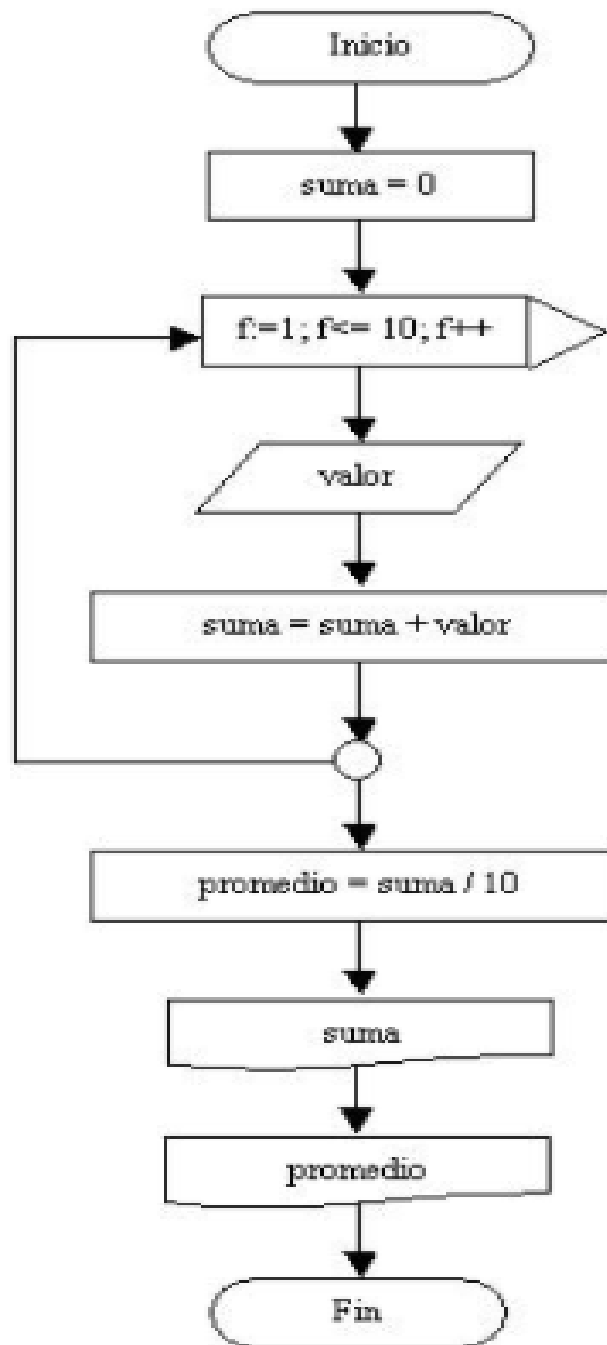 Inicio
suma = 0
f:=1; f<= 10; f++
valor
suma = suma + valor
promedio = suma / 10
suma
promedio
Fin